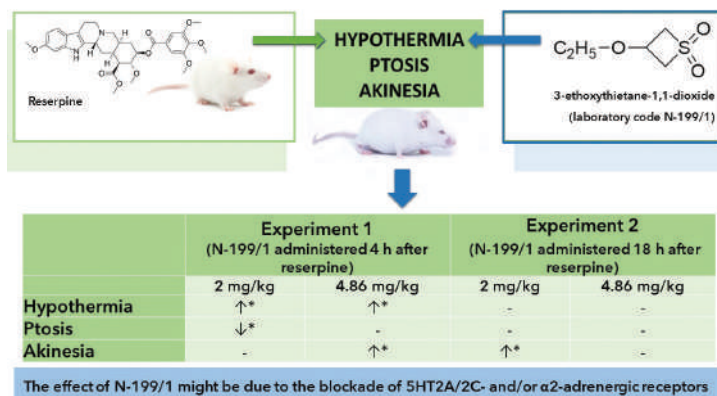 Reserpine
HYPOTHERMIA
PTOSIS
AKINESIA
3-ethoxythietane-1,1-dioxide
(laboratory code N-199/1)
O
N
H
H
H
H
O
O
O
O
O
O
O
O
O
C₂H₅-O
S
O
O
Experiment 1
(N-199/1 administered 4 h after
reserpine)
Experiment 2
(N-199/1 administered 18 h after
reserpine)
2 mg/kg 4.86 mg/kg 2 mg/kg 4.86 mg/kg
Hypothermia ↑* ↑* - -
Ptosis ↓* - - -
Akinesia - ↑* ↑* -
The effect of N-199/1 might be due to the blockade of 5HT2A/2C- and/or α2-adrenergic receptors